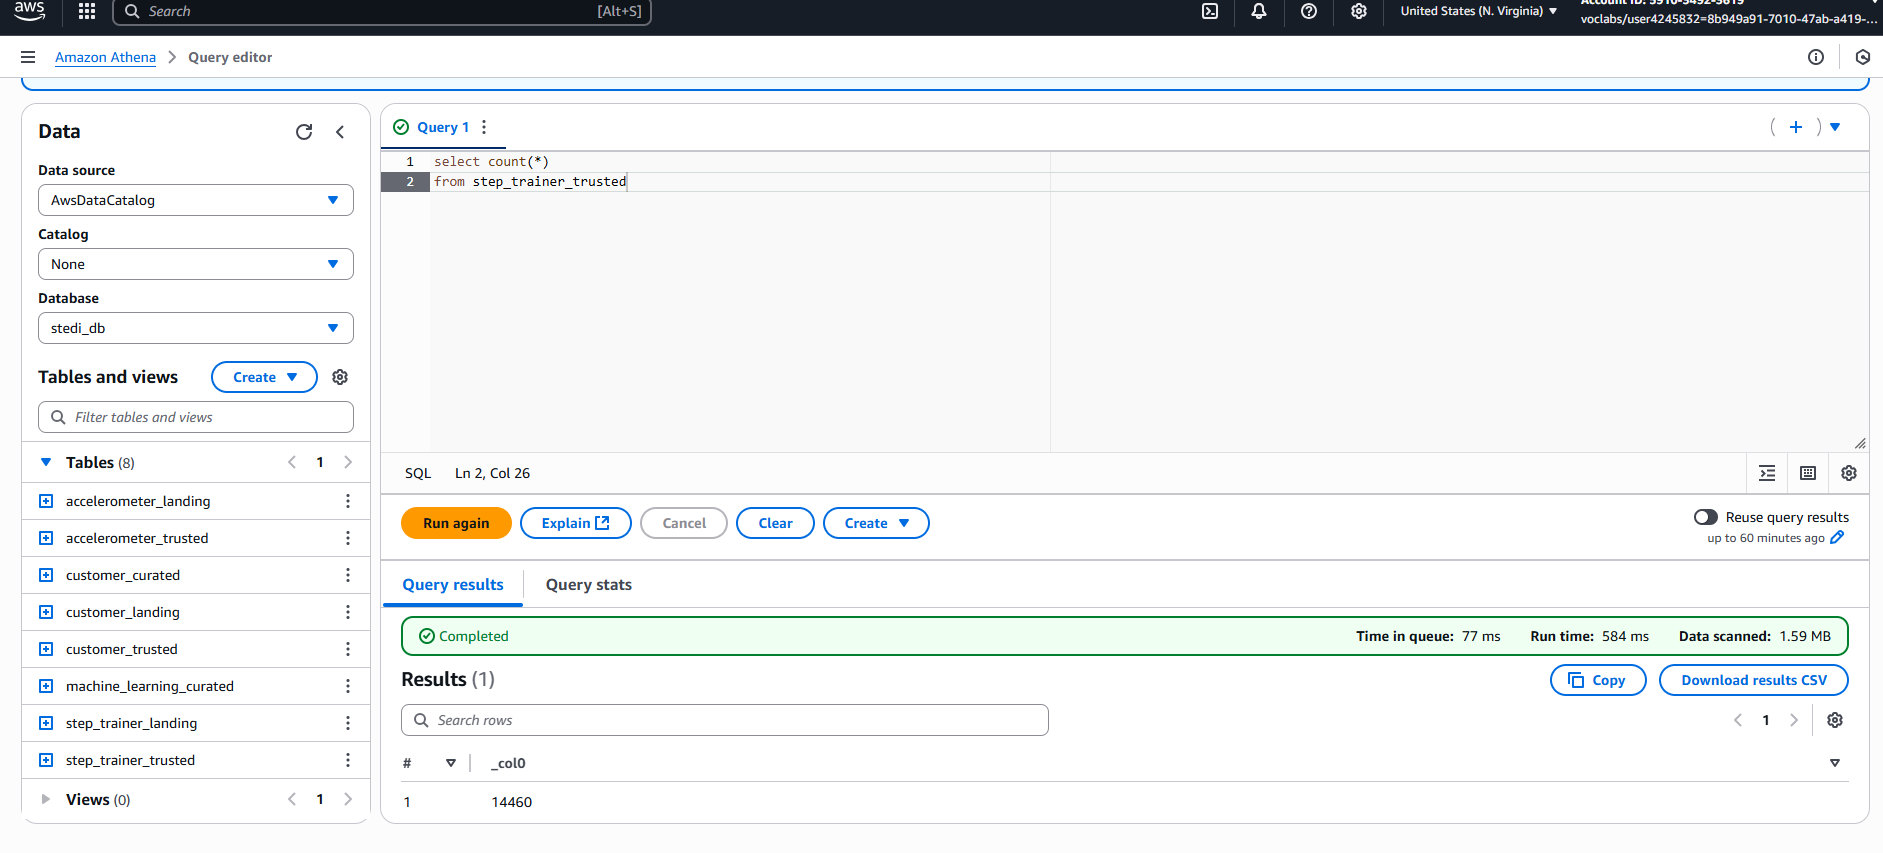 aws
Search
[Alt+S]
United States (N. Virginia)
Account ID: 5910-3492-5619
voclabs/user4245832=8b949a91-7010-47ab-a419-...
Amazon Athena
Query editor
Data
Data source
AwsDataCatalog
Catalog
None
Database
stedi_db
Tables and views
Create
Filter tables and views
Tables (8)
1
accelerometer_landing
accelerometer_trusted
customer_curated
customer_landing
customer_trusted
machine_learning_curated
step_trainer_landing
step_trainer_trusted
Views (0)
1
Query 1
1 select count(*)
2 from step_trainer_trusted
SQL Ln 2, Col 26
Run again
Explain
Cancel
Clear
Create
Reuse query results
up to 60 minutes ago
Query results
Query stats
Completed
Time in queue: 77 ms
Run time: 584 ms
Data scanned: 1.59 MB
Results (1)
Copy
Download results CSV
Search rows
1
# _col0
1 14460